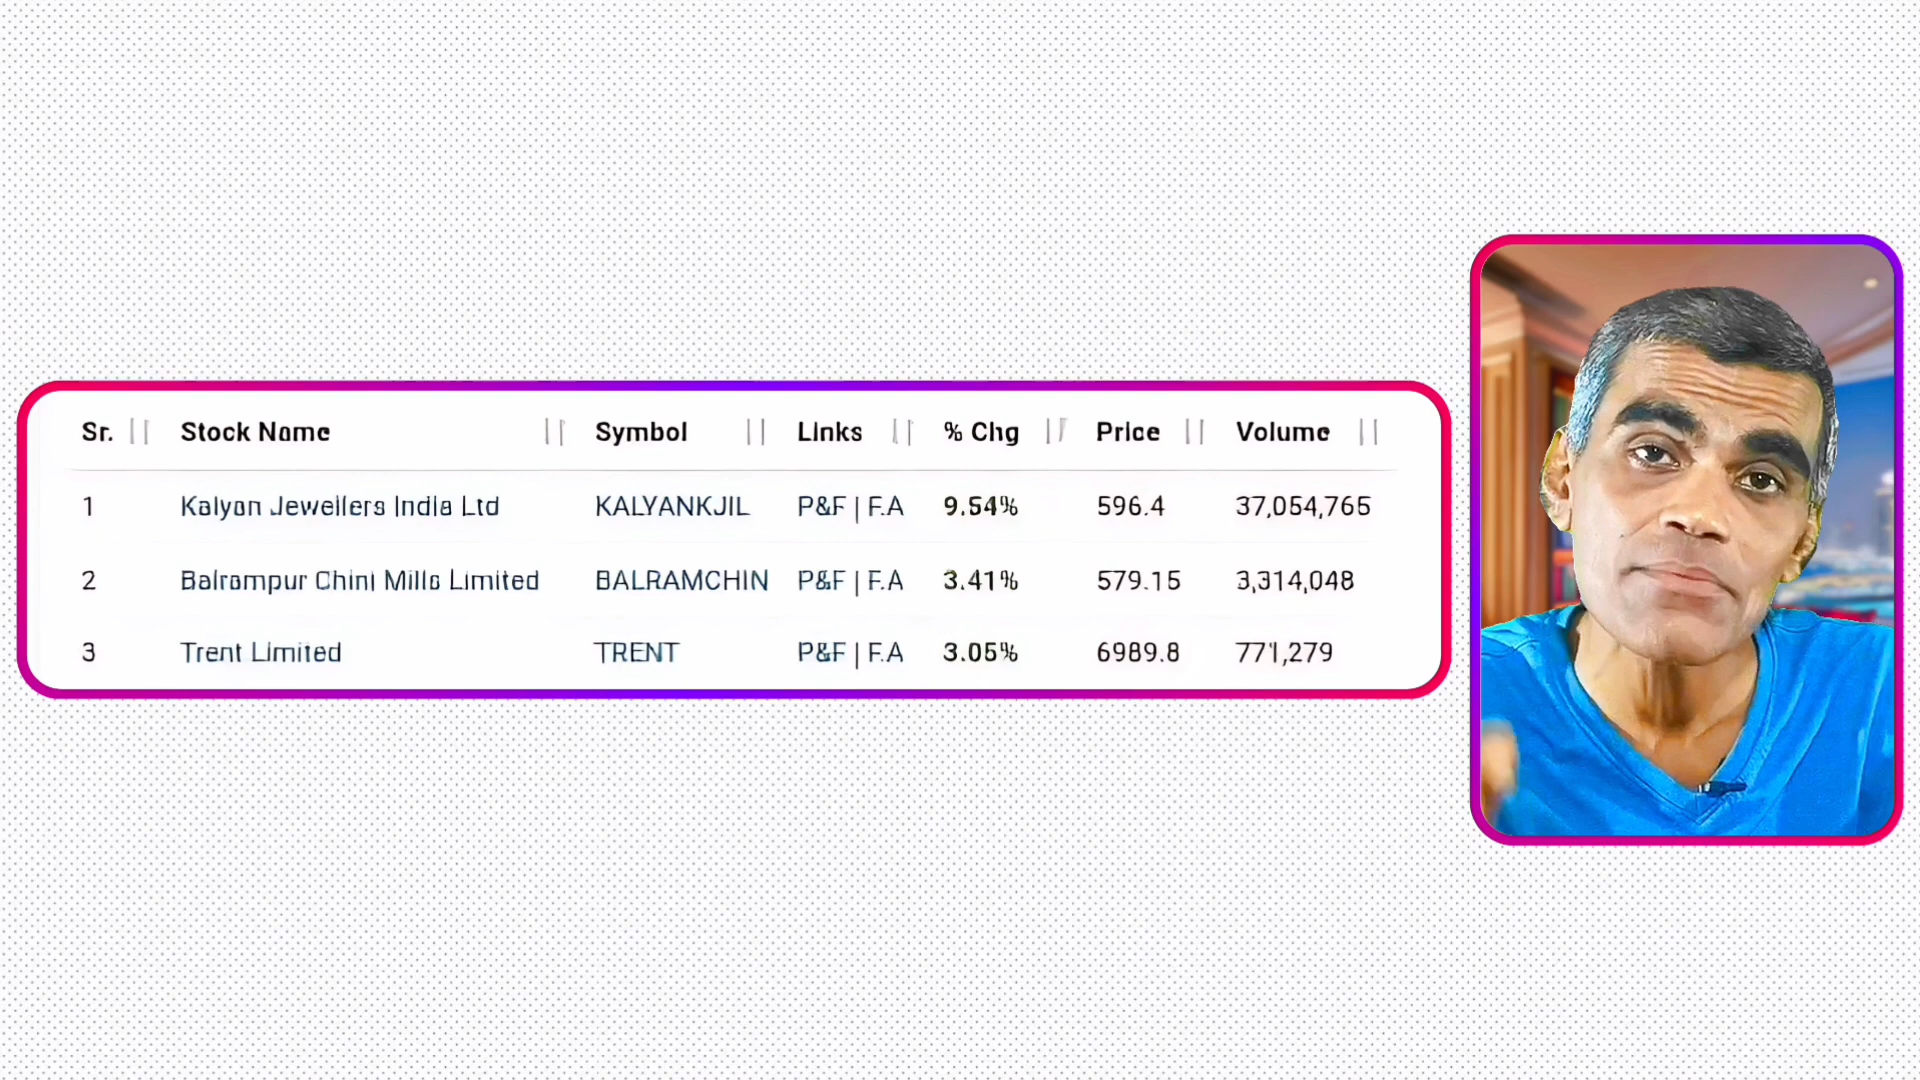 Sr. Stock Name Symbol Links % Chg Price Volume
1 Kalyan Jewellers India Ltd KALYANKJIL P&F | F.A 9.54% 596.4 37,054,765
2 Balrampur Chini Mills Limited BALRAMCHIN P&F | F.A 3.41% 579.15 3,314,048
3 Trent Limited TRENT P&F | F.A 3.05% 6989.8 771,279